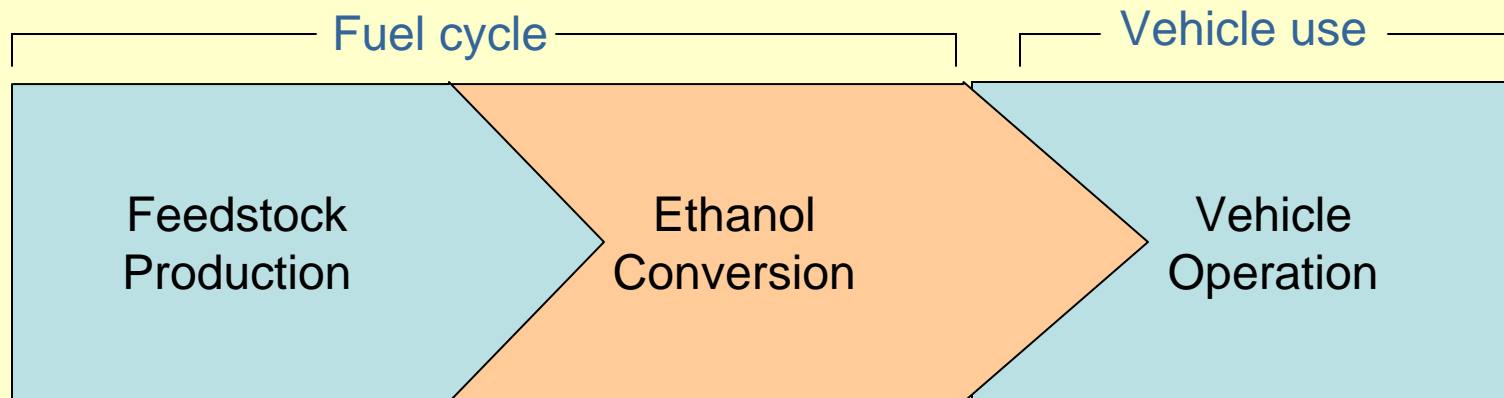 Fuel cycle
Vehicle use
Feedstock
Production
Ethanol
Conversion
Vehicle
Operation